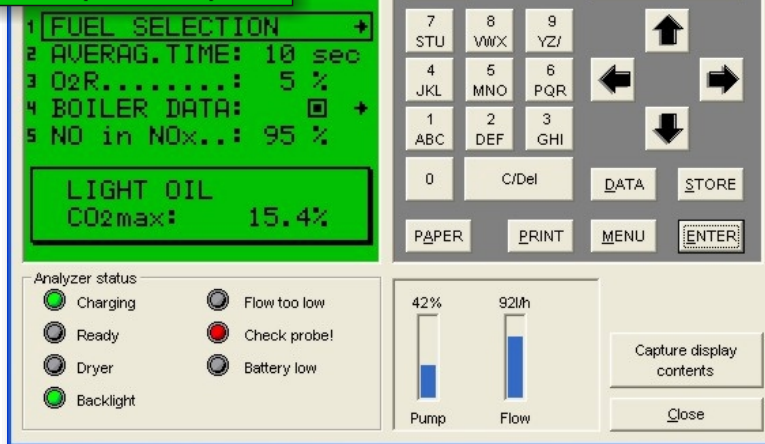 1 FUEL SELECTION →
2 AVERAG.TIME: 10 sec
3 O2R........: 5 %
4 BOILER DATA: ▣ →
5 NO in NOx..: 95 %
LIGHT OIL
CO2max: 15.4%
7 8 9
STU VWX YZ/
4 5 6
JKL MNO PQR
1 2 3
ABC DEF GHI
0 C/Del DATA STORE
PAPER PRINT MENU ENTER
Analyzer status
Charging Flow too low
Ready Check probe!
Dryer Battery low
Backlight
42% 92l/h
Pump Flow
Capture display
contents
Close